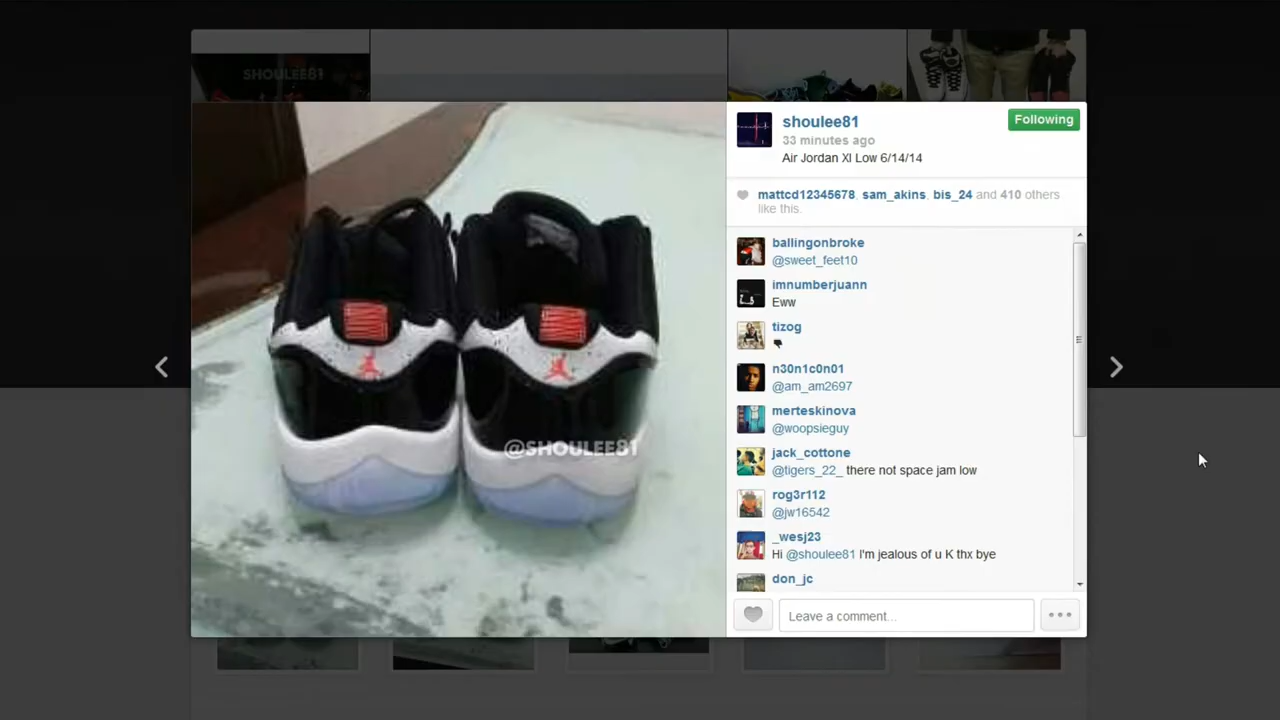 SHOULEE81
shoulee81
Following
33 minutes ago
Air Jordan XI Low 6/14/14
mattcd12345678, sam_akins, bis_24 and 410 others
like this.
ballingonbroke
@sweet_feet10
imnumberjuann
Eww
tizog
n30n1c0n01
@am_am2697
merteskinova
@woopsieguy
jack_cottone
@tigers_22_ there not space jam low
rog3r112
@jw16542
_wesj23
Hi @shoulee81 I'm jealous of u K thx bye
don_jc
Leave a comment...
@SHOULEE81